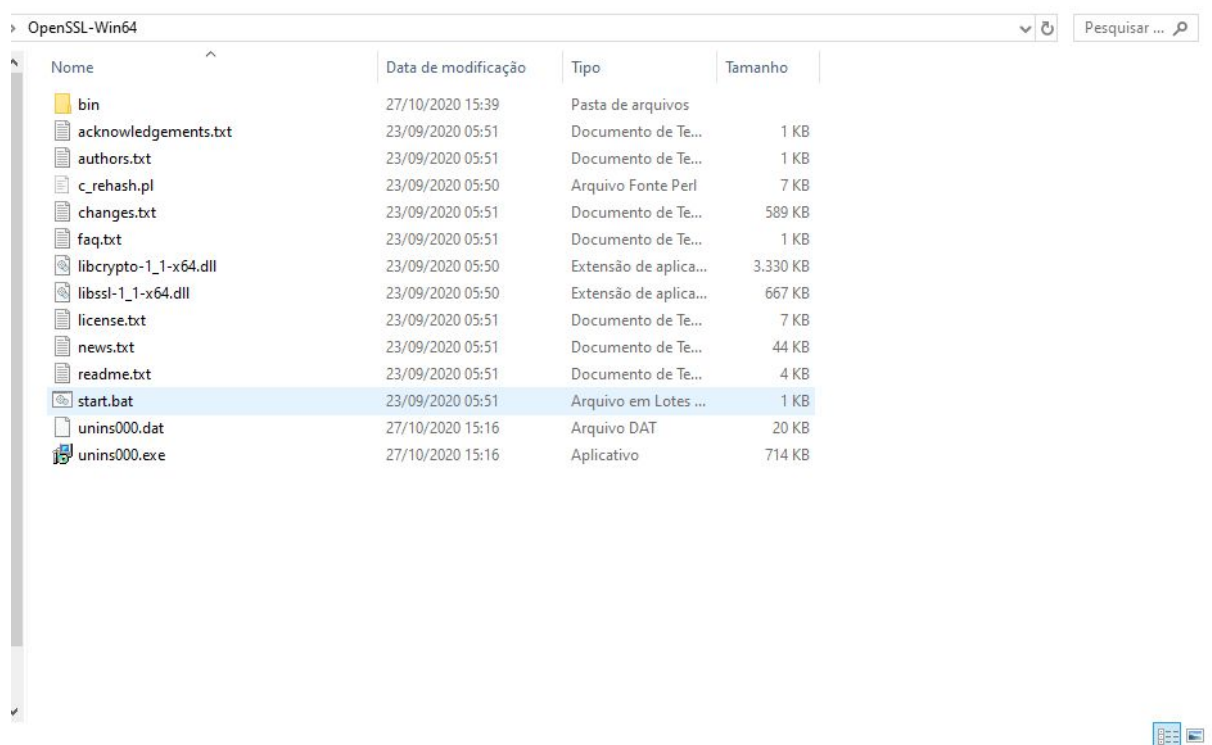 OpenSSL-Win64 Pesquisar ...
Nome Data de modificação Tipo Tamanho
bin 27/10/2020 15:39 Pasta de arquivos
acknowledgements.txt 23/09/2020 05:51 Documento de Te... 1 KB
authors.txt 23/09/2020 05:51 Documento de Te... 1 KB
c_rehash.pl 23/09/2020 05:50 Arquivo Fonte Perl 7 KB
changes.txt 23/09/2020 05:51 Documento de Te... 589 KB
faq.txt 23/09/2020 05:51 Documento de Te... 1 KB
libcrypto-1_1-x64.dll 23/09/2020 05:50 Extensão de aplica... 3.330 KB
libssl-1_1-x64.dll 23/09/2020 05:50 Extensão de aplica... 667 KB
license.txt 23/09/2020 05:51 Documento de Te... 7 KB
news.txt 23/09/2020 05:51 Documento de Te... 44 KB
readme.txt 23/09/2020 05:51 Documento de Te... 4 KB
start.bat 23/09/2020 05:51 Arquivo em Lotes ... 1 KB
unins000.dat 27/10/2020 15:16 Arquivo DAT 20 KB
unins000.exe 27/10/2020 15:16 Aplicativo 714 KB